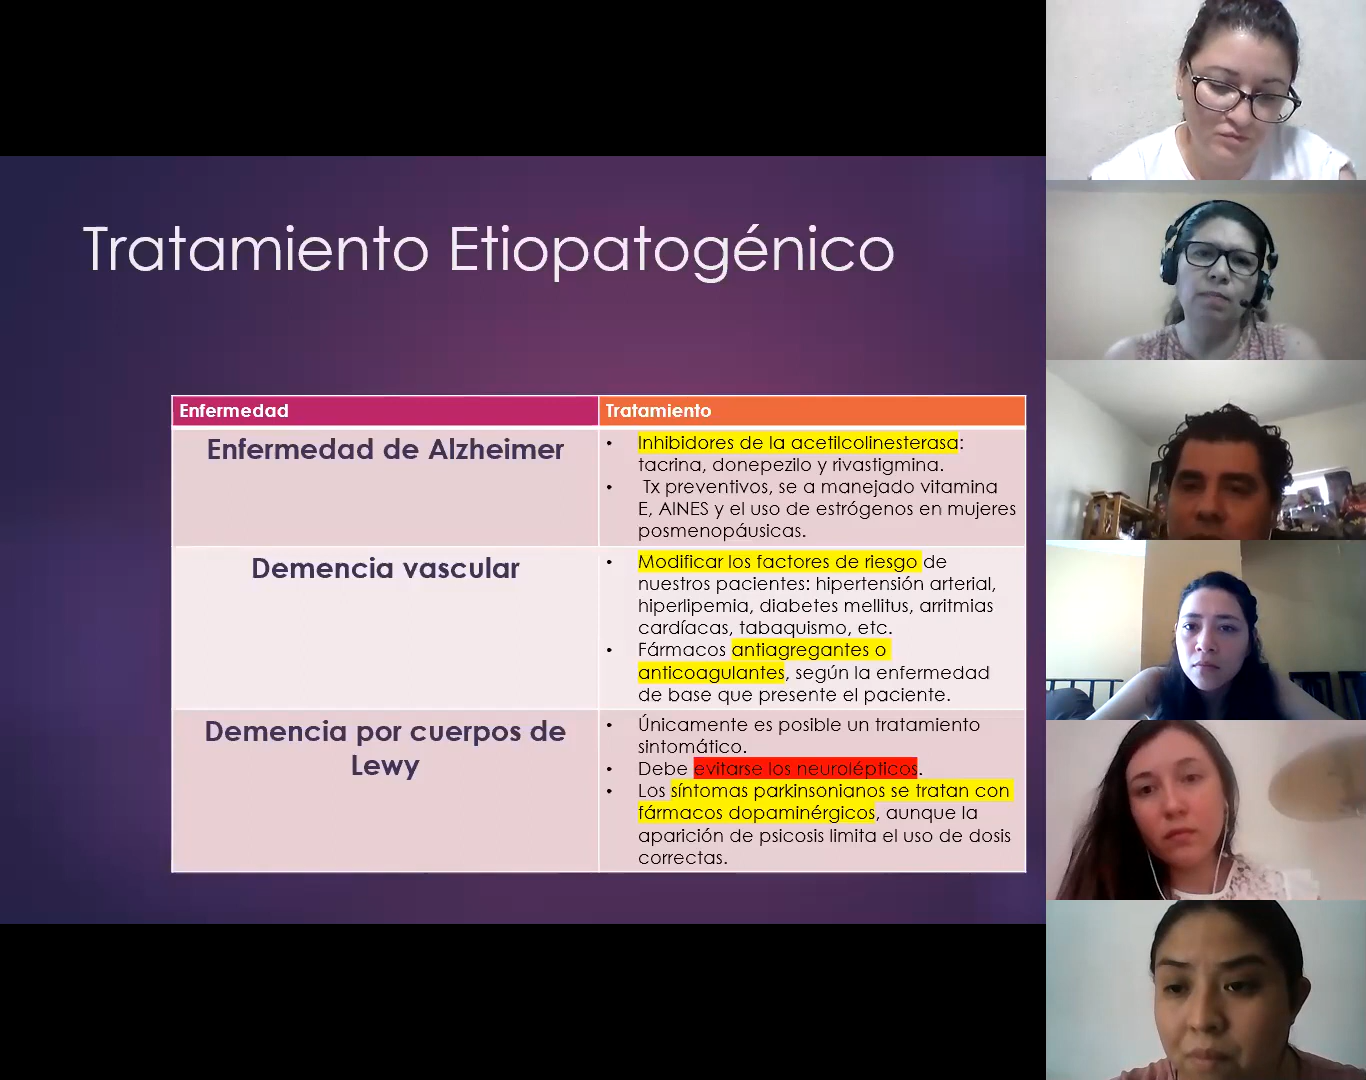 Tratamiento Etiopatogénico
Enfermedad
Tratamiento
Enfermedad de Alzheimer
• Inhibidores de la acetilcolinesterasa:
tacrina, donepezilo y rivastigmina.
• Tx preventivos, se a manejado vitamina
E, AINES y el uso de estrógenos en mujeres
posmenopáusicas.
Demencia vascular
• Modificar los factores de riesgo de
nuestros pacientes: hipertensión arterial,
hiperlipemia, diabetes mellitus, arritmias
cardíacas, tabaquismo, etc.
• Fármacos antiagregantes o
anticoagulantes, según la enfermedad
de base que presente el paciente.
Demencia por cuerpos de
Lewy
• Únicamente es posible un tratamiento
sintomático.
• Debe evitarse los neurolépticos.
• Los síntomas parkinsonianos se tratan con
fármacos dopaminérgicos, aunque la
aparición de psicosis limita el uso de dosis
correctas.